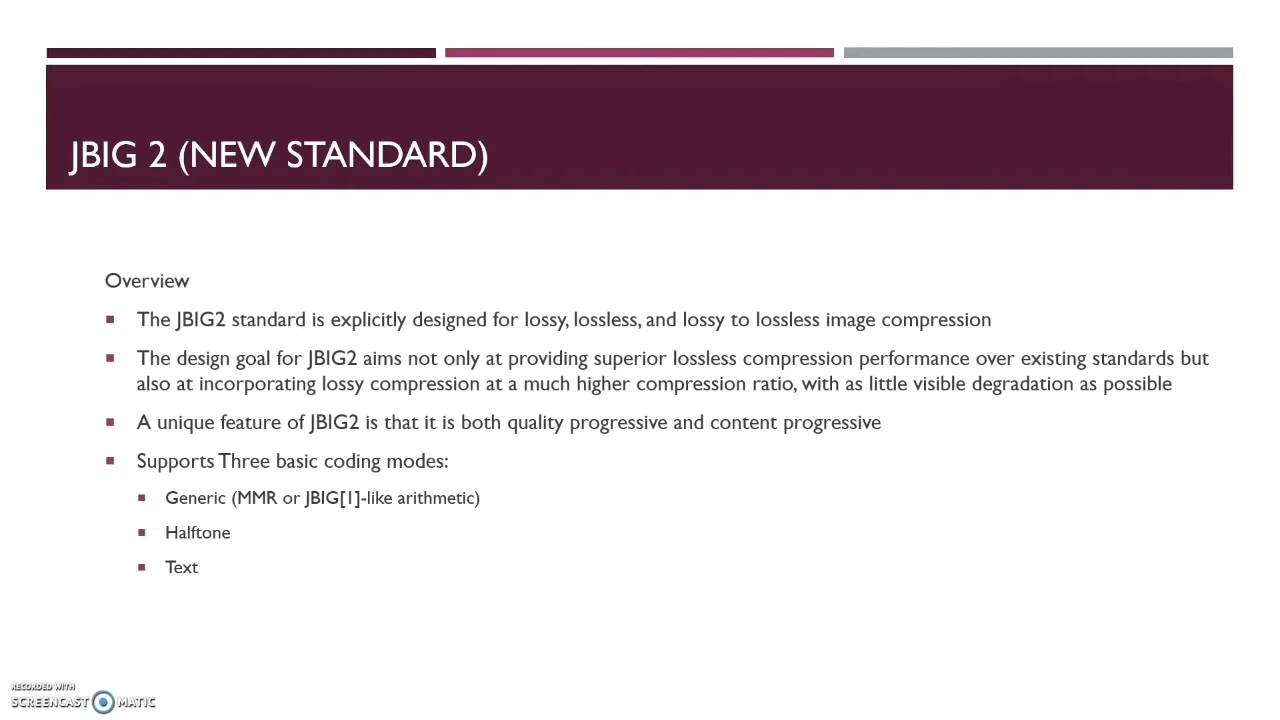 JBIG 2 (NEW STANDARD)
Overview
The JBIG2 standard is explicitly designed for lossy, lossless, and lossy to lossless image compression
The design goal for JBIG2 aims not only at providing superior lossless compression performance over existing standards but
also at incorporating lossy compression at a much higher compression ratio, with as little visible degradation as possible
A unique feature of JBIG2 is that it is both quality progressive and content progressive
Supports Three basic coding modes:
Generic (MMR or JBIG[1]-like arithmetic)
Halftone
Text
RECORDED WITH
SCREENCAST MATIC